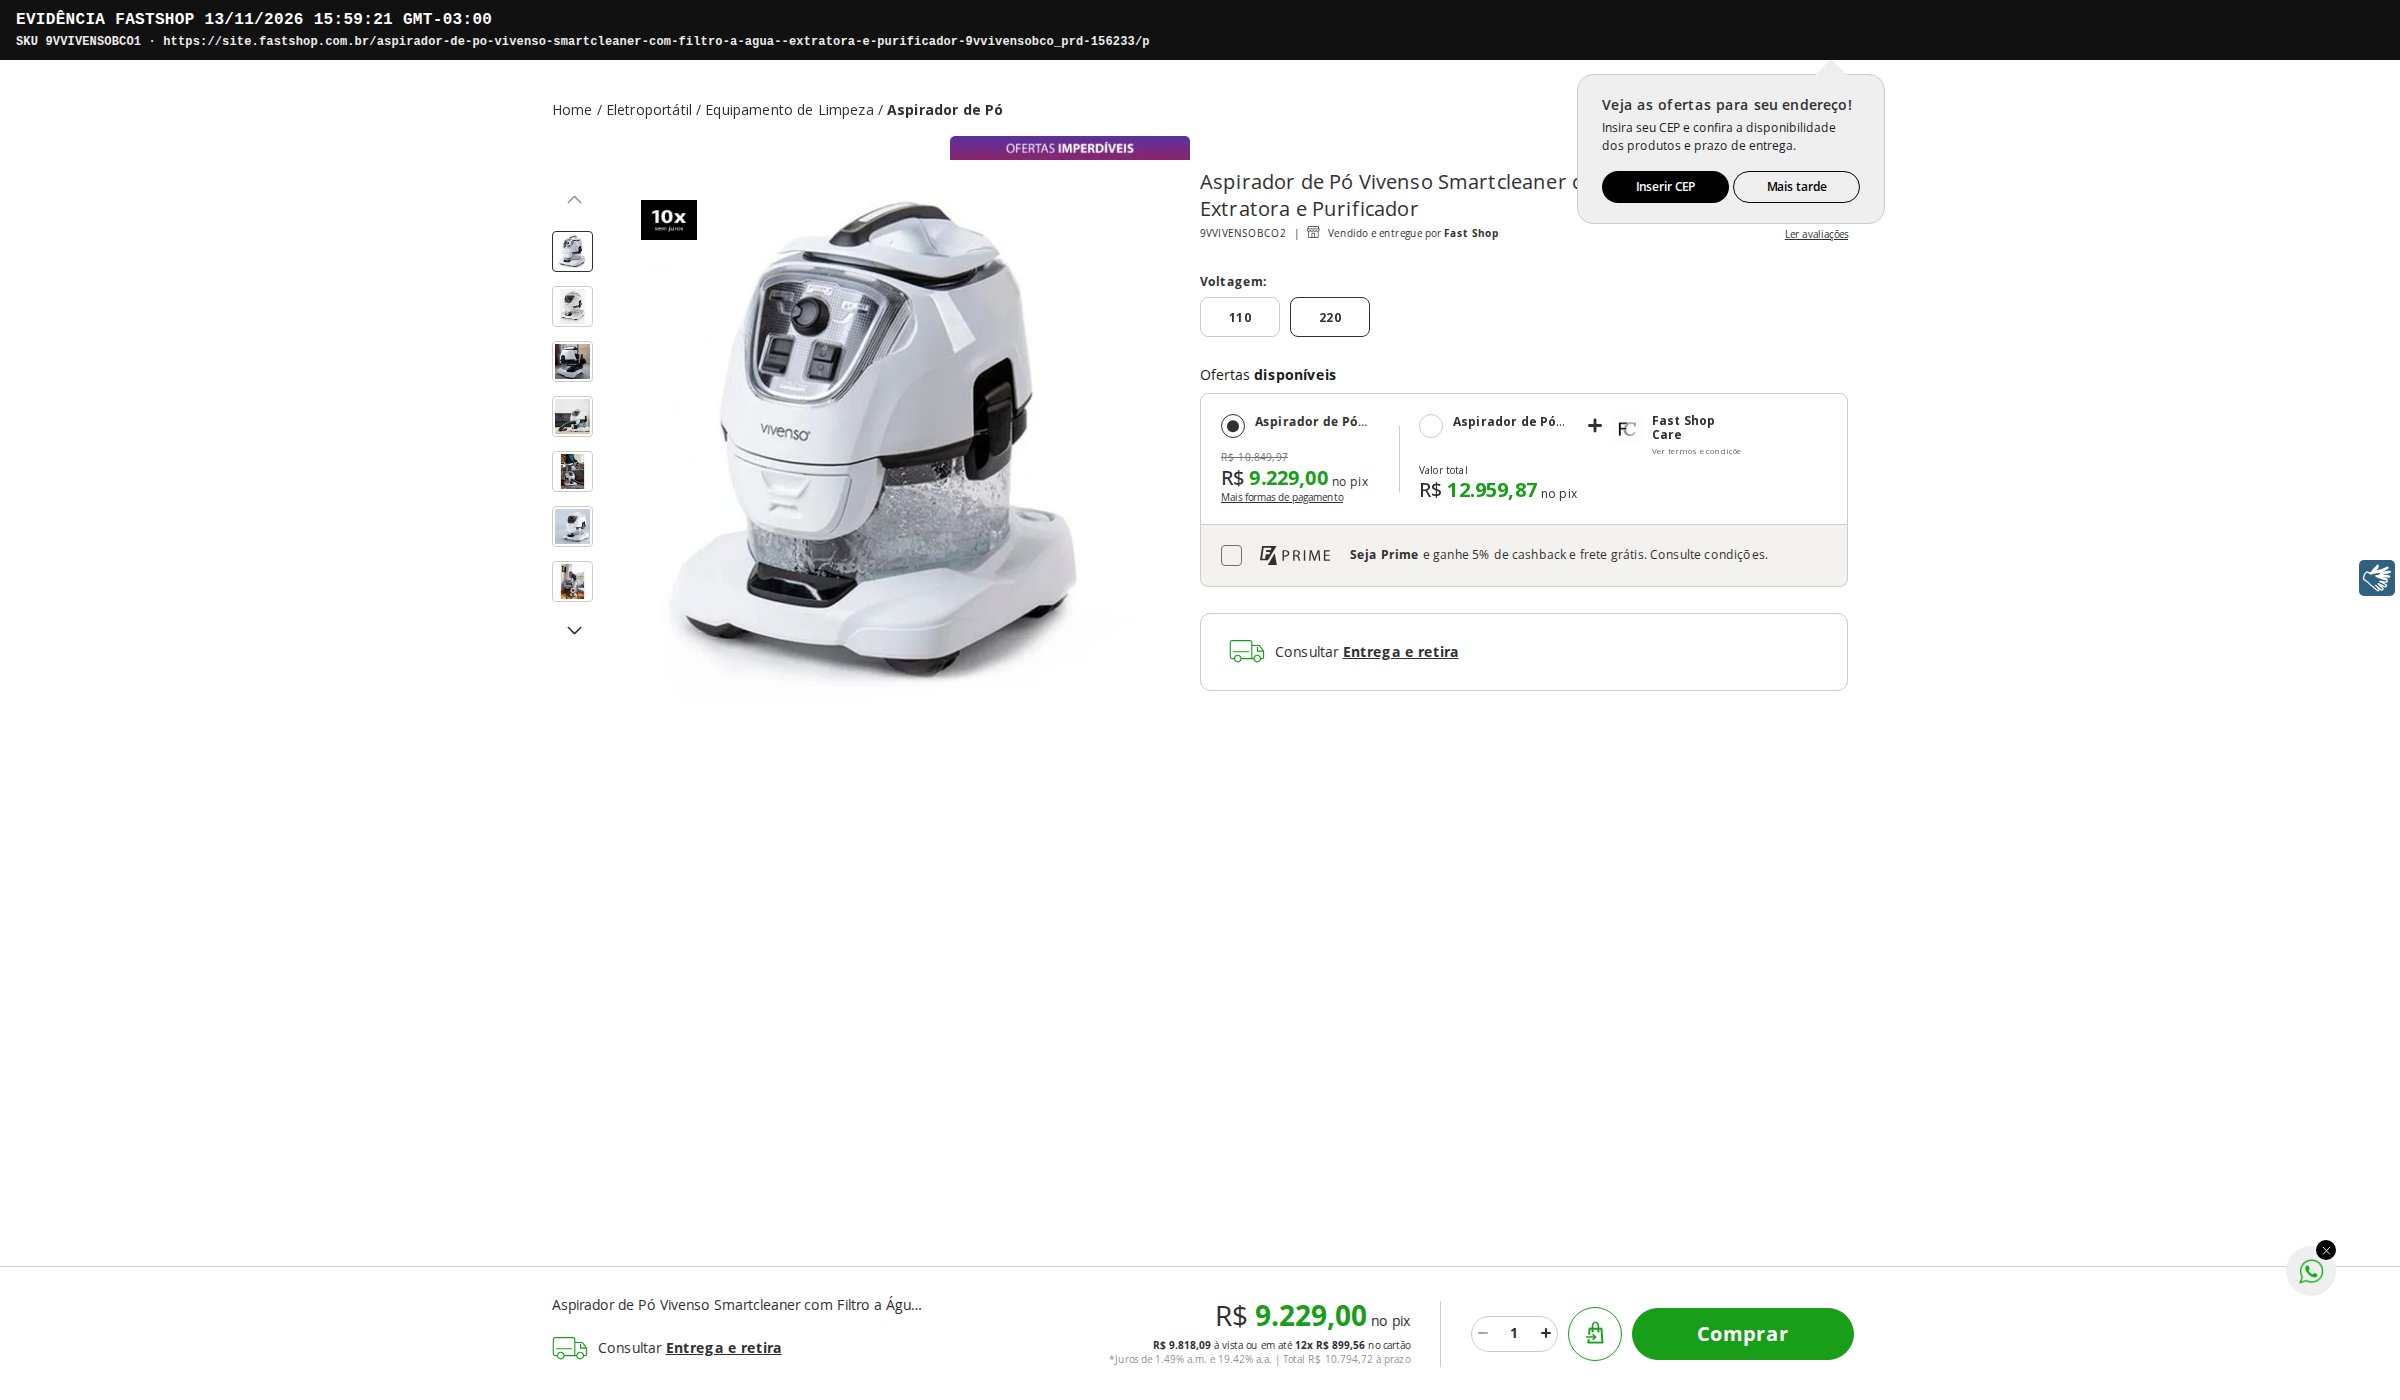 EVIDÊNCIA FASTSHOP 13/11/2026 15:59:21 GMT-03:00
SKU 9VVIVENSOBCO1 · https://site.fastshop.com.br/aspirador-de-po-vivenso-smartcleaner-com-filtro-a-agua--extratora-e-purificador-9vvivensobco_prd-156233/p
Home / Eletroportátil / Equipamento de Limpeza / Aspirador de Pó
Veja as ofertas para seu endereço!
Insira seu CEP e confira a disponibilidade
dos produtos e prazo de entrega.
Inserir CEP
Mais tarde
OFERTAS IMPERDÍVEIS
10x
sem juros
vivenso
Aspirador de Pó Vivenso Smartcleaner
Extratora e Purificador
9VVIVENSOBCO2 | Vendido e entregue por Fast Shop
Ler avaliações
Voltagem:
110
220
Ofertas disponíveis
Aspirador de Pó...
R$ 10.849,97
R$ 9.229,00 no pix
Mais formas de pagamento
Aspirador de Pó...
+
FC
Fast Shop
Care
Ver termos e condiçõe
Valor total
R$ 12.959,87 no pix
PRIME
Seja Prime e ganhe 5% de cashback e frete grátis. Consulte condições.
Consultar Entrega e retira
Aspirador de Pó Vivenso Smartcleaner com Filtro a Águ...
Consultar Entrega e retira
R$ 9.229,00 no pix
R$ 9.818,09 à vista ou em até 12x R$ 899,56 no cartão
*Juros de 1.49% a.m. e 19.42% a.a. | Total R$ 10.794,72 à prazo
− 1 +
Comprar